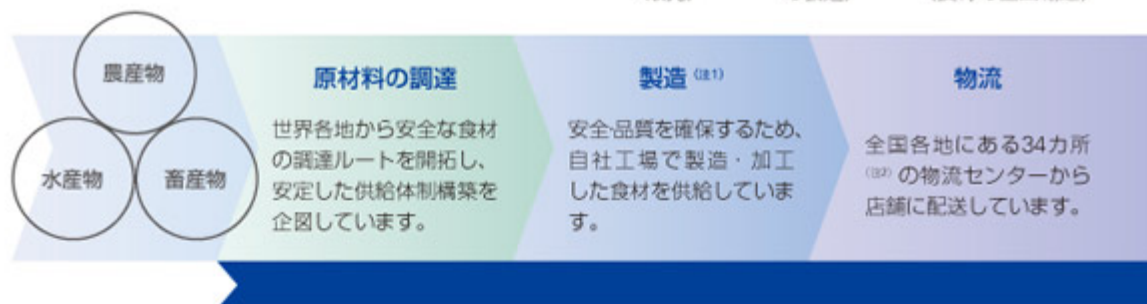 農産物
水産物
畜産物
原材料の調達
世界各地から安全な食材
の調達ルートを開拓し、
安定した供給体制構築を
企図しています。
製造(注1)
安全・品質を確保するため、
自社工場で製造・加工
した食材を供給していま
す。
物流
全国各地にある34カ所
(注2)の物流センターから
店舗に配送しています。